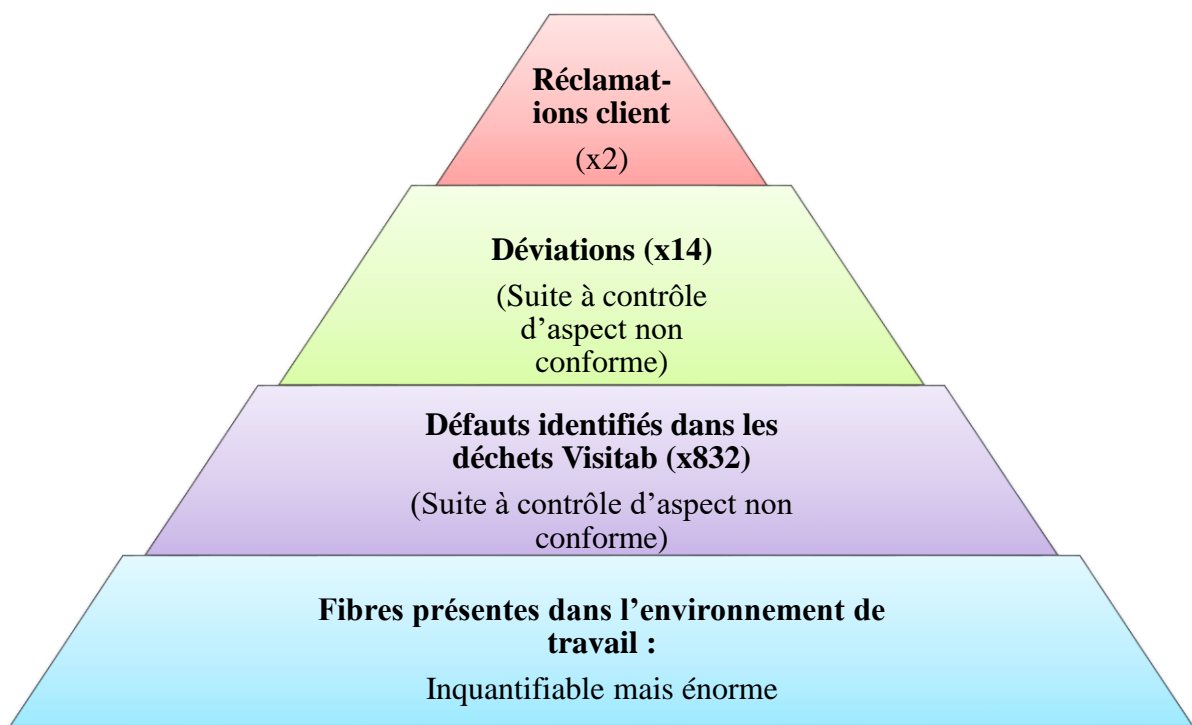 Réclamat-
ions client
(x2)
Déviations (x14)
(Suite à contrôle
d’aspect non
conforme)
Défauts identifiés dans les
déchets Visitab (x832)
(Suite à contrôle d’aspect non
conforme)
Fibres présentes dans l’environnement de
travail :
Inquantifiable mais énorme